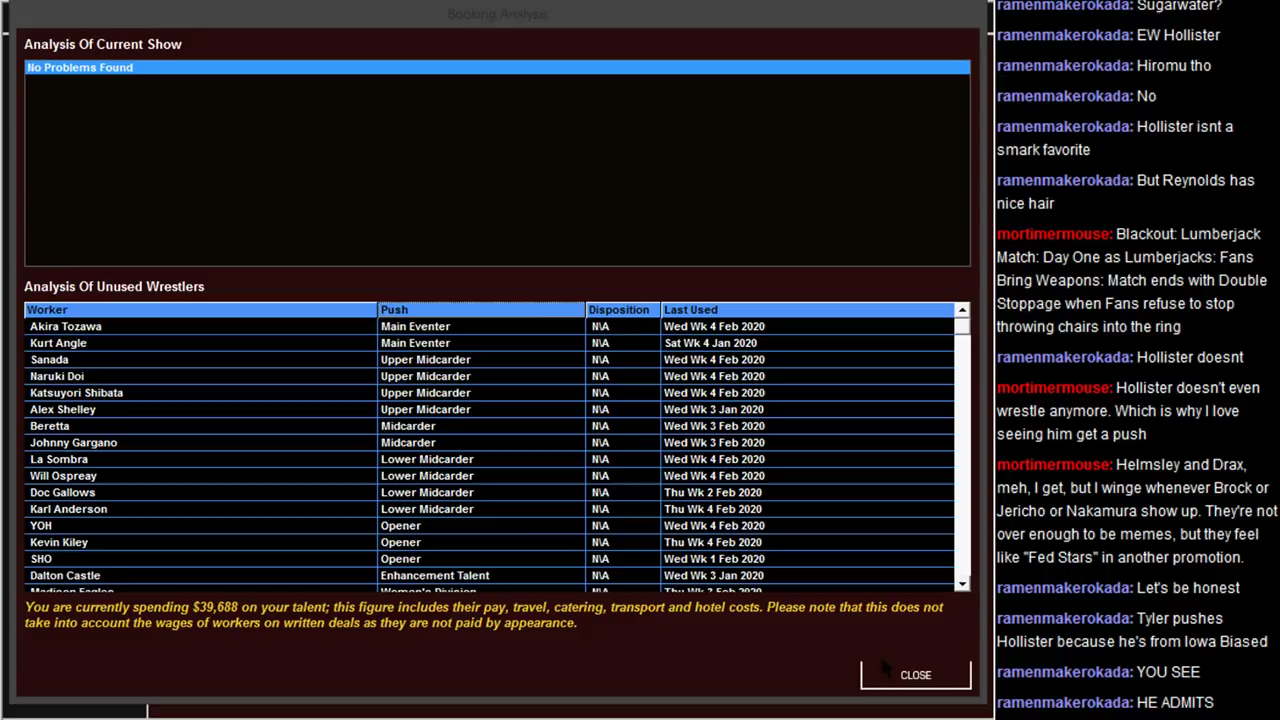 Booking Analysis
Analysis Of Current Show
No Problems Found
Analysis Of Unused Wrestlers
Worker Push Disposition Last Used
Akira Tozawa Main Eventer N\A Wed Wk 4 Feb 2020
Kurt Angle Main Eventer N\A Sat Wk 4 Jan 2020
Sanada Upper Midcarder N\A Wed Wk 4 Feb 2020
Naruki Doi Upper Midcarder N\A Wed Wk 4 Feb 2020
Katsuyori Shibata Upper Midcarder N\A Wed Wk 4 Feb 2020
Alex Shelley Upper Midcarder N\A Wed Wk 3 Jan 2020
Beretta Midcarder N\A Wed Wk 3 Feb 2020
Johnny Gargano Midcarder N\A Wed Wk 3 Feb 2020
La Sombra Lower Midcarder N\A Wed Wk 4 Feb 2020
Will Ospreay Lower Midcarder N\A Wed Wk 4 Feb 2020
Doc Gallows Lower Midcarder N\A Thu Wk 2 Feb 2020
Karl Anderson Lower Midcarder N\A Thu Wk 4 Feb 2020
YOH Opener N\A Wed Wk 4 Feb 2020
Kevin Kiley Opener N\A Thu Wk 4 Feb 2020
SHO Opener N\A Wed Wk 1 Feb 2020
Dalton Castle Enhancement Talent N\A Wed Wk 3 Jan 2020
You are currently spending $39,688 on your talent; this figure includes their pay, travel, catering, transport and hotel costs. Please note that this does not
take into account the wages of workers on written deals as they are not paid by appearance.
CLOSE
ramenmakerokada: Sugarwater?
ramenmakerokada: EW Hollister
ramenmakerokada: Hiromu tho
ramenmakerokada: No
ramenmakerokada: Hollister isnt a
smark favorite
ramenmakerokada: But Reynolds has
nice hair
mortimermouse: Blackout: Lumberjack
Match: Day One as Lumberjacks: Fans
Bring Weapons: Match ends with Double
Stoppage when Fans refuse to stop
throwing chairs into the ring
ramenmakerokada: Hollister doesnt
mortimermouse: Hollister doesn't even
wrestle anymore. Which is why I love
seeing him get a push
mortimermouse: Helmsley and Drax,
meh, I get, but I winge whenever Brock or
Jericho or Nakamura show up. They're not
over enough to be memes, but they feel
like "Fed Stars" in another promotion.
ramenmakerokada: Let's be honest
ramenmakerokada: Tyler pushes
Hollister because he's from Iowa Biased
ramenmakerokada: YOU SEE
ramenmakerokada: HE ADMITS